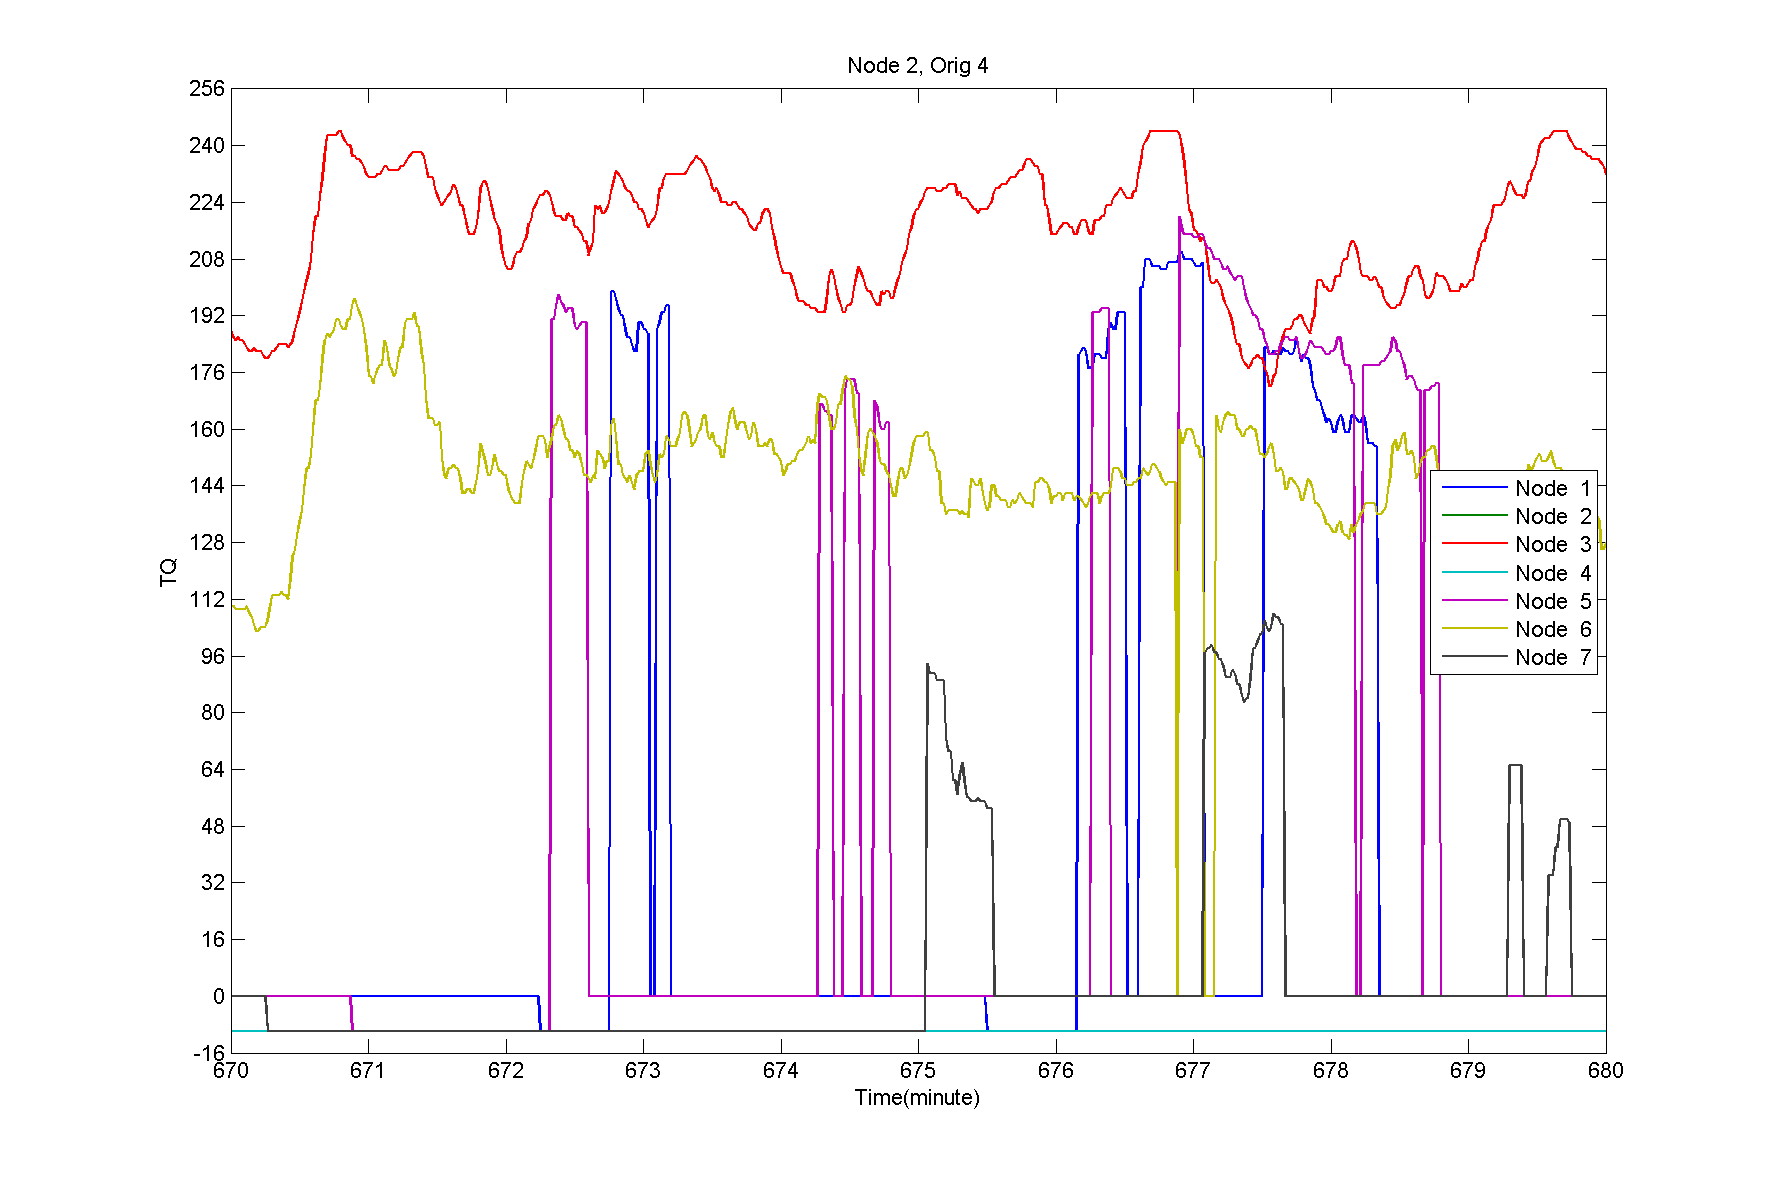 Node 2, Orig 4
256
240
224
208
192
176
160
144
128
112
96
80
64
48
32
16
0
-16
TQ
Node 1
Node 2
Node 3
Node 4
Node 5
Node 6
Node 7
670 671 672 673 674 675 676 677 678 679 680
Time(minute)